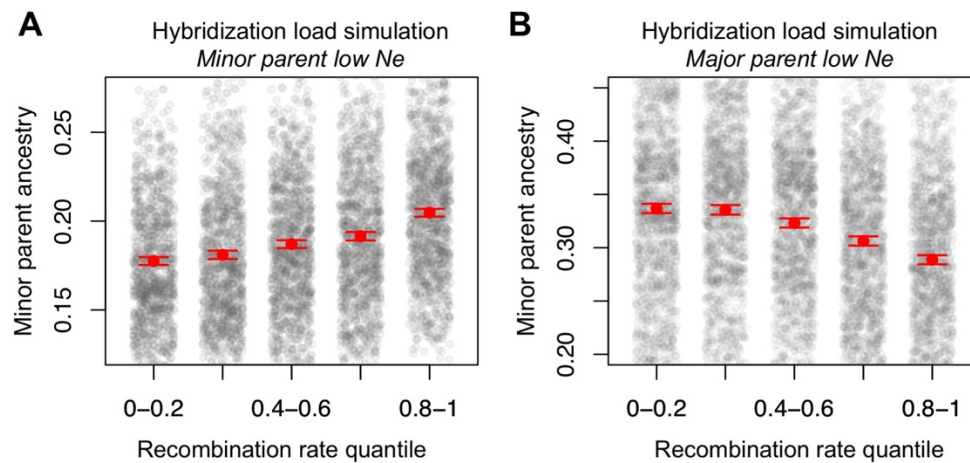 A
Hybridization load simulation
Minor parent low Ne
Minor parent ancestry
0.25
0.20
0.15
0–0.2
0.4–0.6
0.8–1
Recombination rate quantile
B
Hybridization load simulation
Major parent low Ne
Minor parent ancestry
0.40
0.30
0.20
0–0.2
0.4–0.6
0.8–1
Recombination rate quantile